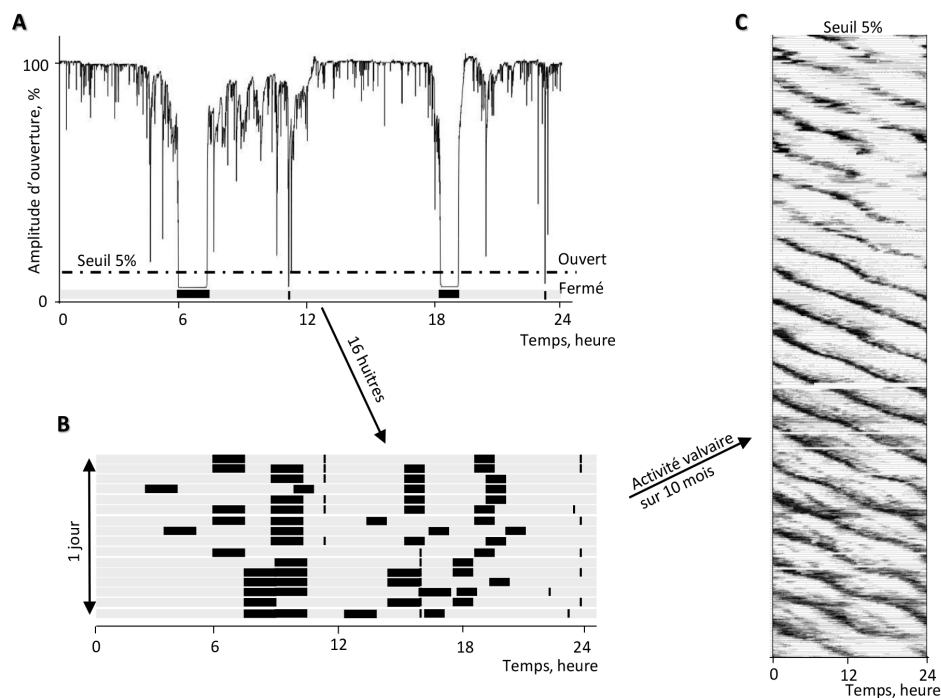 A
100
Amplitude d'ouverture, %
Seuil 5%
Ouvert
Fermé
0
0
6
12
18
24
Temps, heure
16 huitres
B
1 jour
0
6
12
18
24
Temps, heure
Activité valvaire
sur 10 mois
C
Seuil 5%
0
12
24
Temps, heure